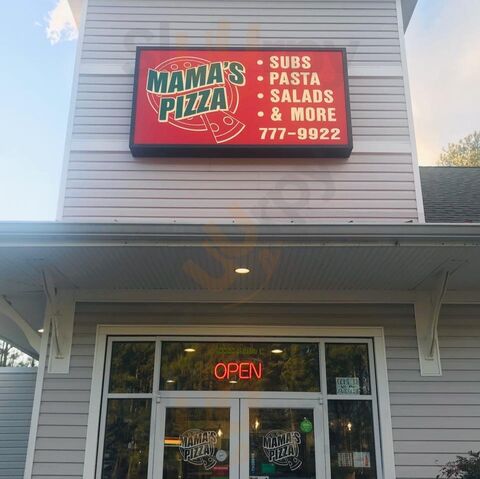 MAMA'S
PIZZA
• SUBS
• PASTA
• SALADS
• & MORE
777-9922
OPEN
MAMA'S
PIZZA
MAMA'S
PIZZA